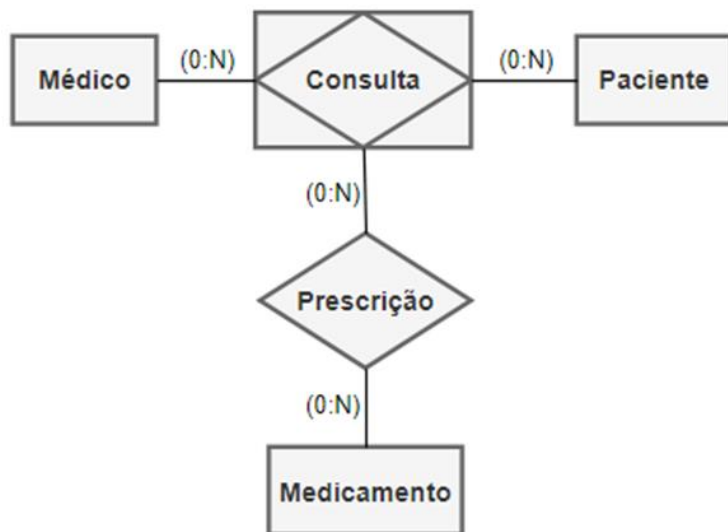 (0:N) (0:N)
Médico Consulta Paciente
(0:N)
Prescrição
(0:N)
Medicamento